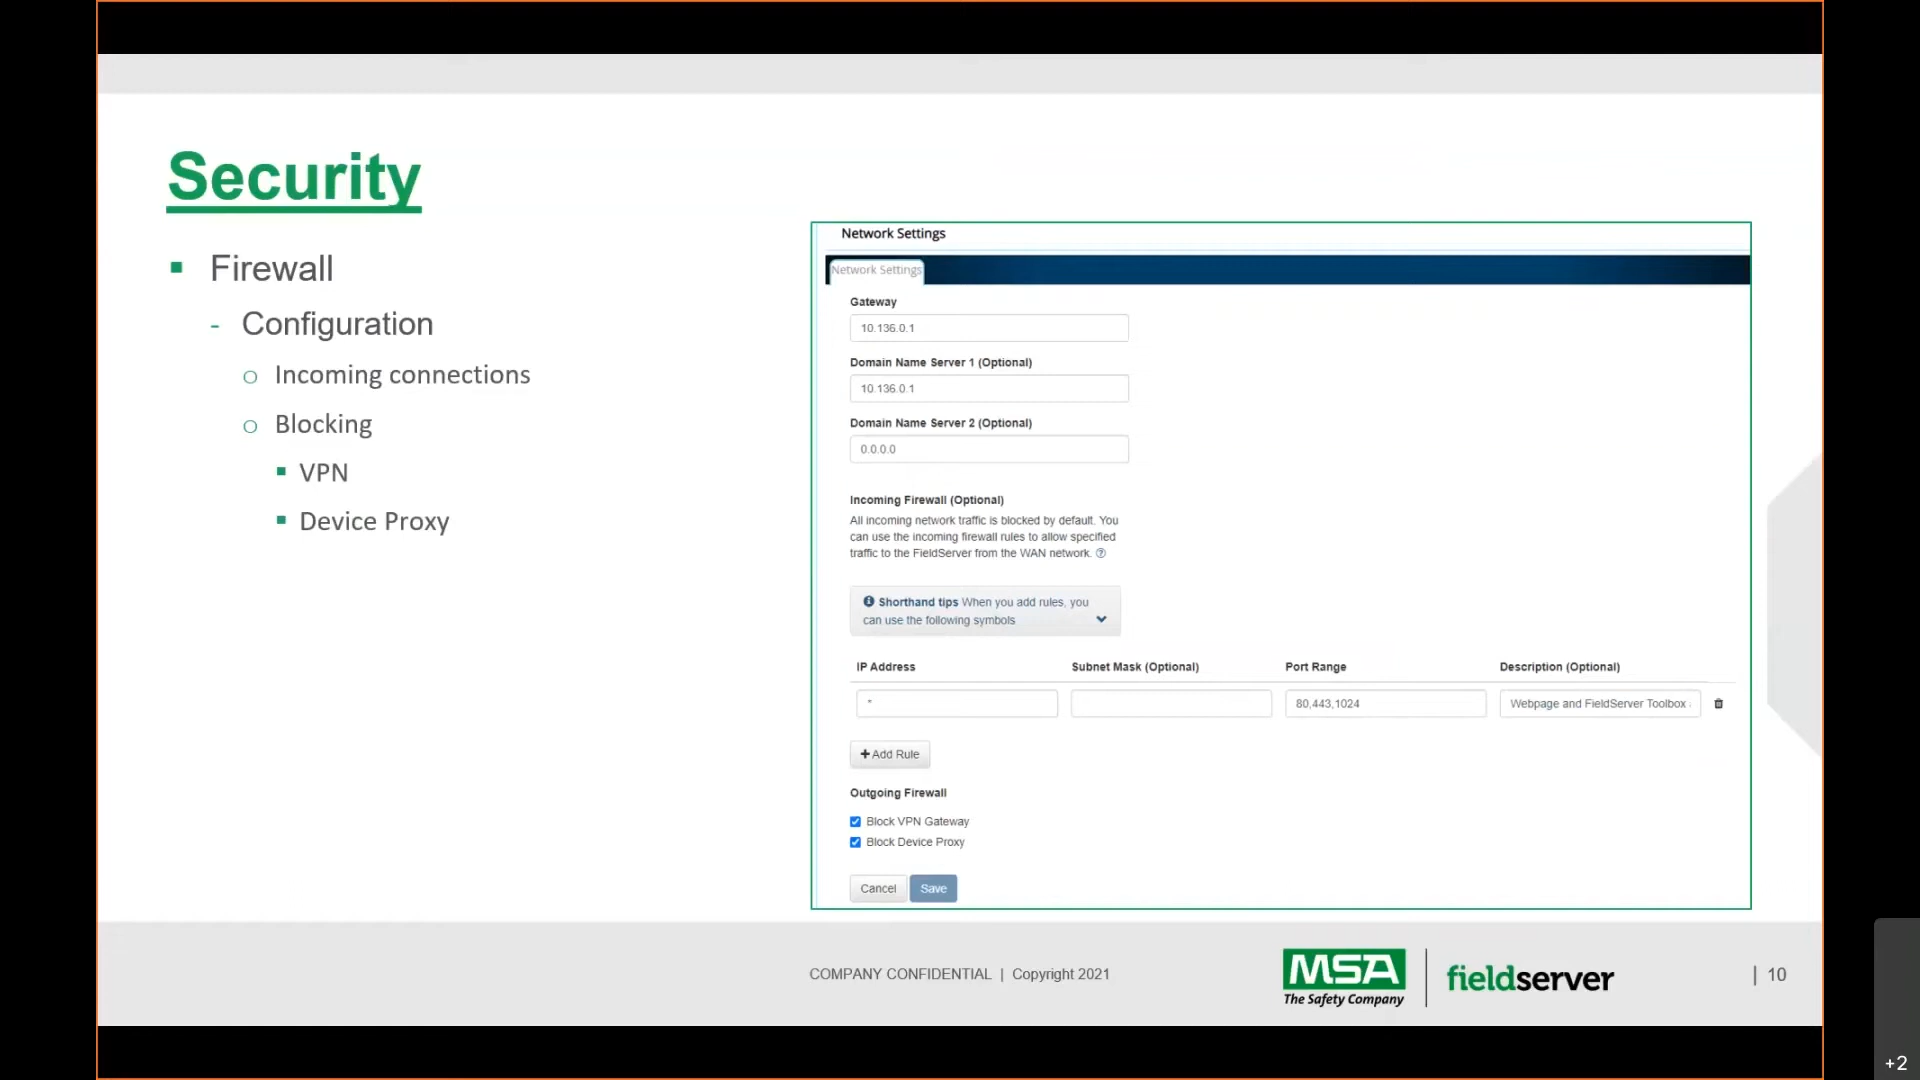 Security
Firewall
- Configuration
Incoming connections
Blocking
VPN
Device Proxy
Network Settings
Network Settings
Gateway
10.136.0.1
Domain Name Server 1 (Optional)
10.136.0.1
Domain Name Server 2 (Optional)
0.0.0.0
Incoming Firewall (Optional)
All incoming network traffic is blocked by default. You
can use the incoming firewall rules to allow specified
traffic to the FieldServer from the WAN network.
Shorthand tips When you add rules, you
can use the following symbols
IP Address Subnet Mask (Optional) Port Range Description (Optional)
* 80,443,1024 Webpage and FieldServer Toolbox
Add Rule
Outgoing Firewall
Block VPN Gateway
Block Device Proxy
Cancel Save
COMPANY CONFIDENTIAL | Copyright 2021
MSA
The Safety Company
fieldserver
| 10
+2